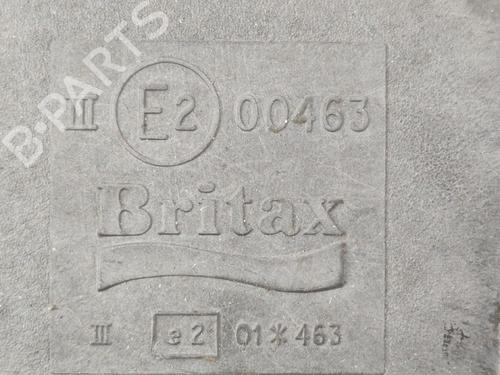 B-PARTS
III E2 00463
Britax
III e2 01*463